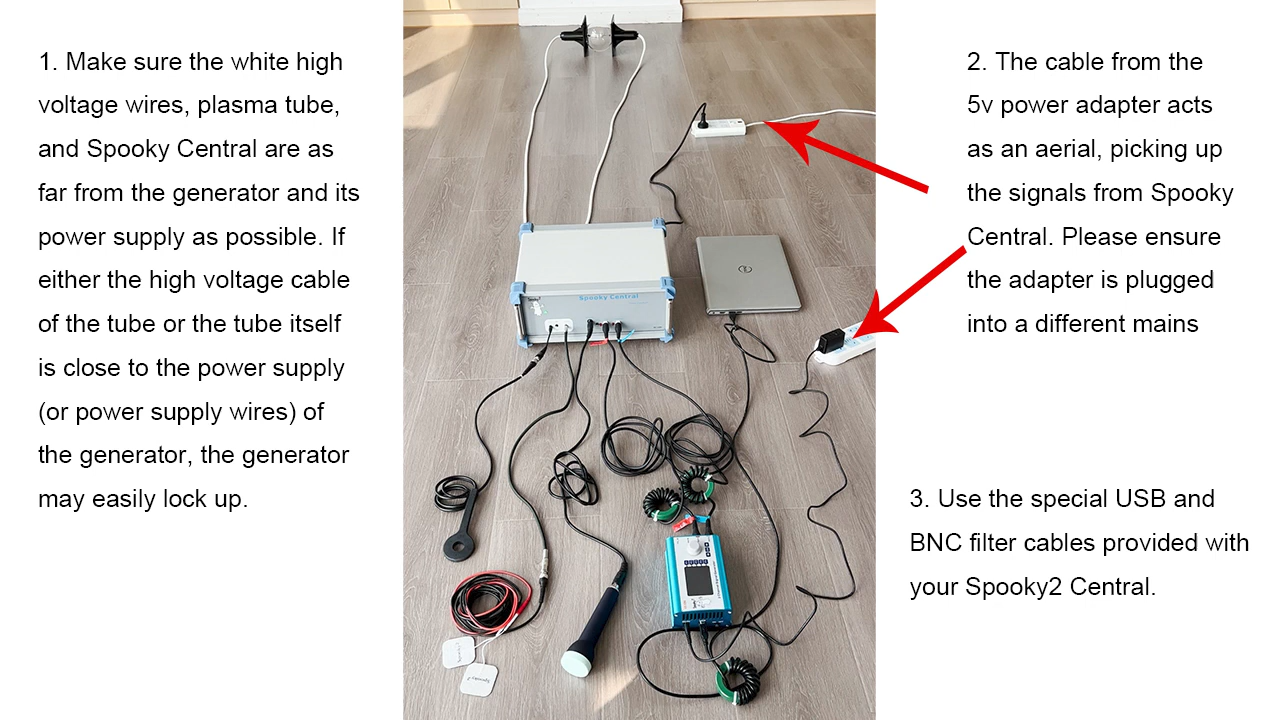 1. Make sure the white high
voltage wires, plasma tube,
and Spooky Central are as
far from the generator and its
power supply as possible. If
either the high voltage cable
of the tube or the tube itself
is close to the power supply
(or power supply wires) of
the generator, the generator
may easily lock up.
2. The cable from the
5v power adapter acts
as an aerial, picking up
the signals from Spooky
Central. Please ensure
the adapter is plugged
into a different mains
3. Use the special USB and
BNC filter cables provided with
your Spooky2 Central.
Spooky Central